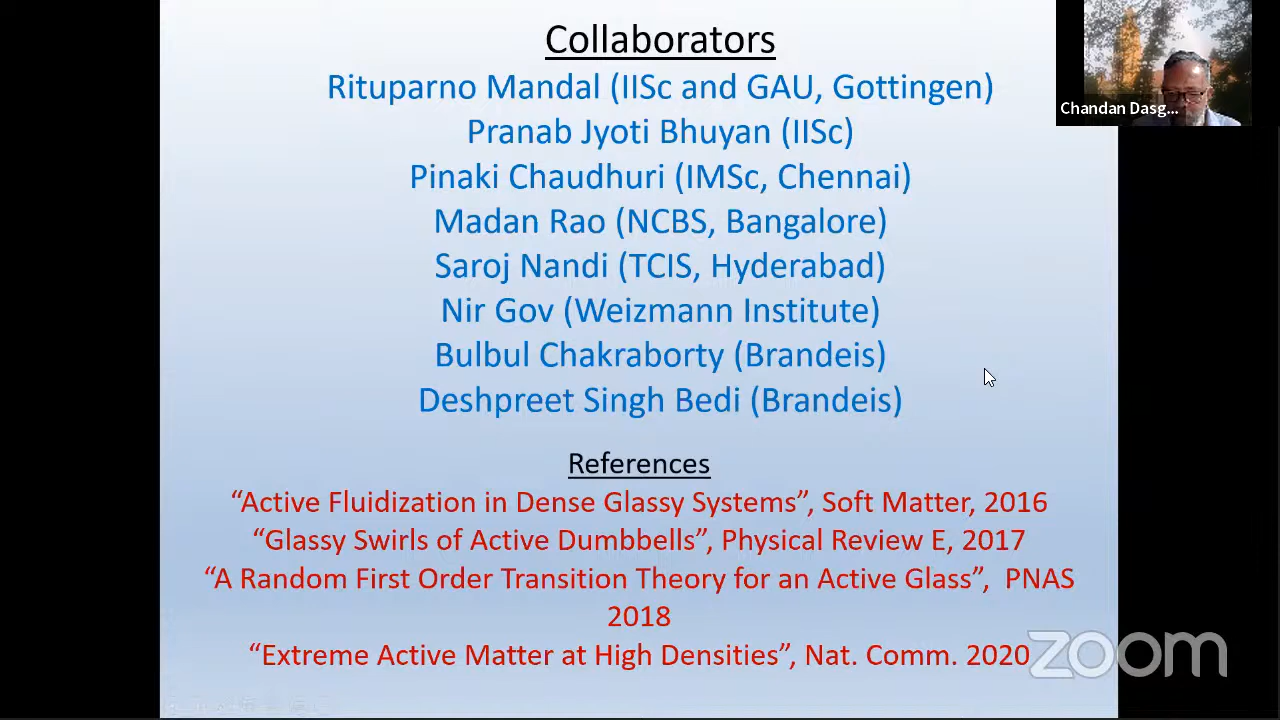 Collaborators
Rituparno Mandal (IISc and GAU, Gottingen)
Chandan Dasg...
Pranab Jyoti Bhuyan (IISc)
Pinaki Chaudhuri (IMSc, Chennai)
Madan Rao (NCBS, Bangalore)
Saroj Nandi (TCIS, Hyderabad)
Nir Gov (Weizmann Institute)
Bulbul Chakraborty (Brandeis)
Deshpreet Singh Bedi (Brandeis)
References
“Active Fluidization in Dense Glassy Systems”, Soft Matter, 2016
“Glassy Swirls of Active Dumbbells”, Physical Review E, 2017
“A Random First Order Transition Theory for an Active Glass”, PNAS
2018
“Extreme Active Matter at High Densities”, Nat. Comm. 2020
zoom